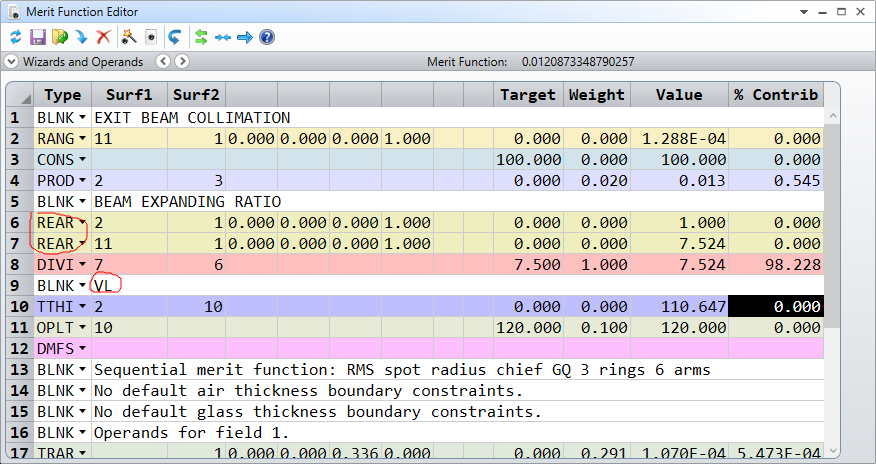 Merit Function Editor
Wizards and Operands Merit Function: 0.0120873348790257
Type Surf1 Surf2 Target Weight Value % Contrib
1 BLNK EXIT BEAM COLLIMATION
2 RANG 11 1 0.000 0.000 0.000 1.000 0.000 0.000 1.288E-04 0.000
3 CONS 100.000 0.000 100.000 0.000
4 PROD 2 3 0.000 0.020 0.013 0.545
5 BLNK BEAM EXPANDING RATIO
6 REAR 2 1 0.000 0.000 0.000 1.000 0.000 0.000 1.000 0.000
7 REAR 11 1 0.000 0.000 0.000 1.000 0.000 0.000 7.524 0.000
8 DIVI 7 6 7.500 1.000 7.524 98.228
9 BLNK VL
10 TTHI 2 10 0.000 0.000 110.647 0.000
11 OPLT 10 120.000 0.100 120.000 0.000
12 DMFS
13 BLNK Sequential merit function: RMS spot radius chief GQ 3 rings 6 arms
14 BLNK No default air thickness boundary constraints.
15 BLNK No default glass thickness boundary constraints.
16 BLNK Operands for field 1.
17 TRAR 1 0.000 0.000 0.336 0.000 0.000 0.291 1.070E-04 5.473E-04